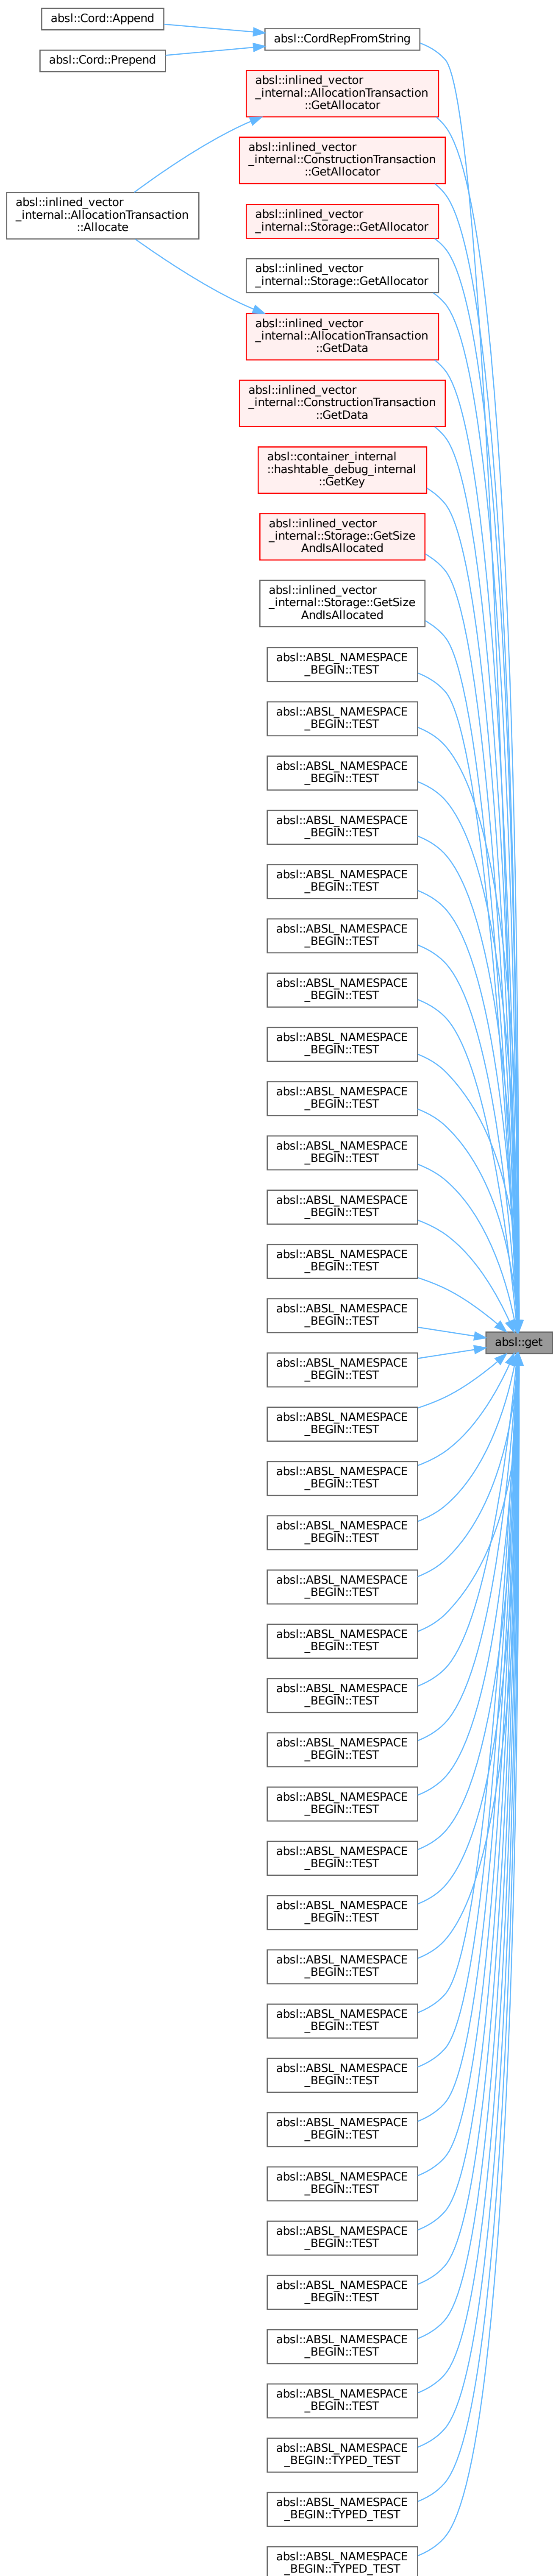 absl::Cord::Append
absl::CordRepFromString
absl::Cord::Prepend
absl::inlined_vector
_internal::AllocationTransaction
::GetAllocator
absl::inlined_vector
_internal::ConstructionTransaction
::GetAllocator
absl::inlined_vector
_internal::AllocationTransaction
::Allocate
absl::inlined_vector
_internal::Storage::GetAllocator
absl::inlined_vector
_internal::Storage::GetAllocator
absl::inlined_vector
_internal::AllocationTransaction
::GetData
absl::inlined_vector
_internal::ConstructionTransaction
::GetData
absl::container_internal
::hashtable_debug_internal
::GetKey
absl::inlined_vector
_internal::Storage::GetSize
AndIsAllocated
absl::inlined_vector
_internal::Storage::GetSize
AndIsAllocated
absl::ABSL_NAMESPACE
_BEGIN::TEST
absl::ABSL_NAMESPACE
_BEGIN::TEST
absl::ABSL_NAMESPACE
_BEGIN::TEST
absl::ABSL_NAMESPACE
_BEGIN::TEST
absl::ABSL_NAMESPACE
_BEGIN::TEST
absl::ABSL_NAMESPACE
_BEGIN::TEST
absl::ABSL_NAMESPACE
_BEGIN::TEST
absl::ABSL_NAMESPACE
_BEGIN::TEST
absl::ABSL_NAMESPACE
_BEGIN::TEST
absl::ABSL_NAMESPACE
_BEGIN::TEST
absl::ABSL_NAMESPACE
_BEGIN::TEST
absl::ABSL_NAMESPACE
_BEGIN::TEST
absl::ABSL_NAMESPACE
_BEGIN::TEST
absl::get
absl::ABSL_NAMESPACE
_BEGIN::TEST
absl::ABSL_NAMESPACE
_BEGIN::TEST
absl::ABSL_NAMESPACE
_BEGIN::TEST
absl::ABSL_NAMESPACE
_BEGIN::TEST
absl::ABSL_NAMESPACE
_BEGIN::TEST
absl::ABSL_NAMESPACE
_BEGIN::TEST
absl::ABSL_NAMESPACE
_BEGIN::TEST
absl::ABSL_NAMESPACE
_BEGIN::TEST
absl::ABSL_NAMESPACE
_BEGIN::TEST
absl::ABSL_NAMESPACE
_BEGIN::TEST
absl::ABSL_NAMESPACE
_BEGIN::TEST
absl::ABSL_NAMESPACE
_BEGIN::TEST
absl::ABSL_NAMESPACE
_BEGIN::TEST
absl::ABSL_NAMESPACE
_BEGIN::TEST
absl::ABSL_NAMESPACE
_BEGIN::TEST
absl::ABSL_NAMESPACE
_BEGIN::TEST
absl::ABSL_NAMESPACE
_BEGIN::TEST
absl::ABSL_NAMESPACE
_BEGIN::TEST
absl::ABSL_NAMESPACE
_BEGIN::TEST
absl::ABSL_NAMESPACE
_BEGIN::TEST
absl::ABSL_NAMESPACE
_BEGIN::TYPED_TEST
absl::ABSL_NAMESPACE
_BEGIN::TYPED_TEST
absl::ABSL_NAMESPACE
_BEGIN::TYPED_TEST